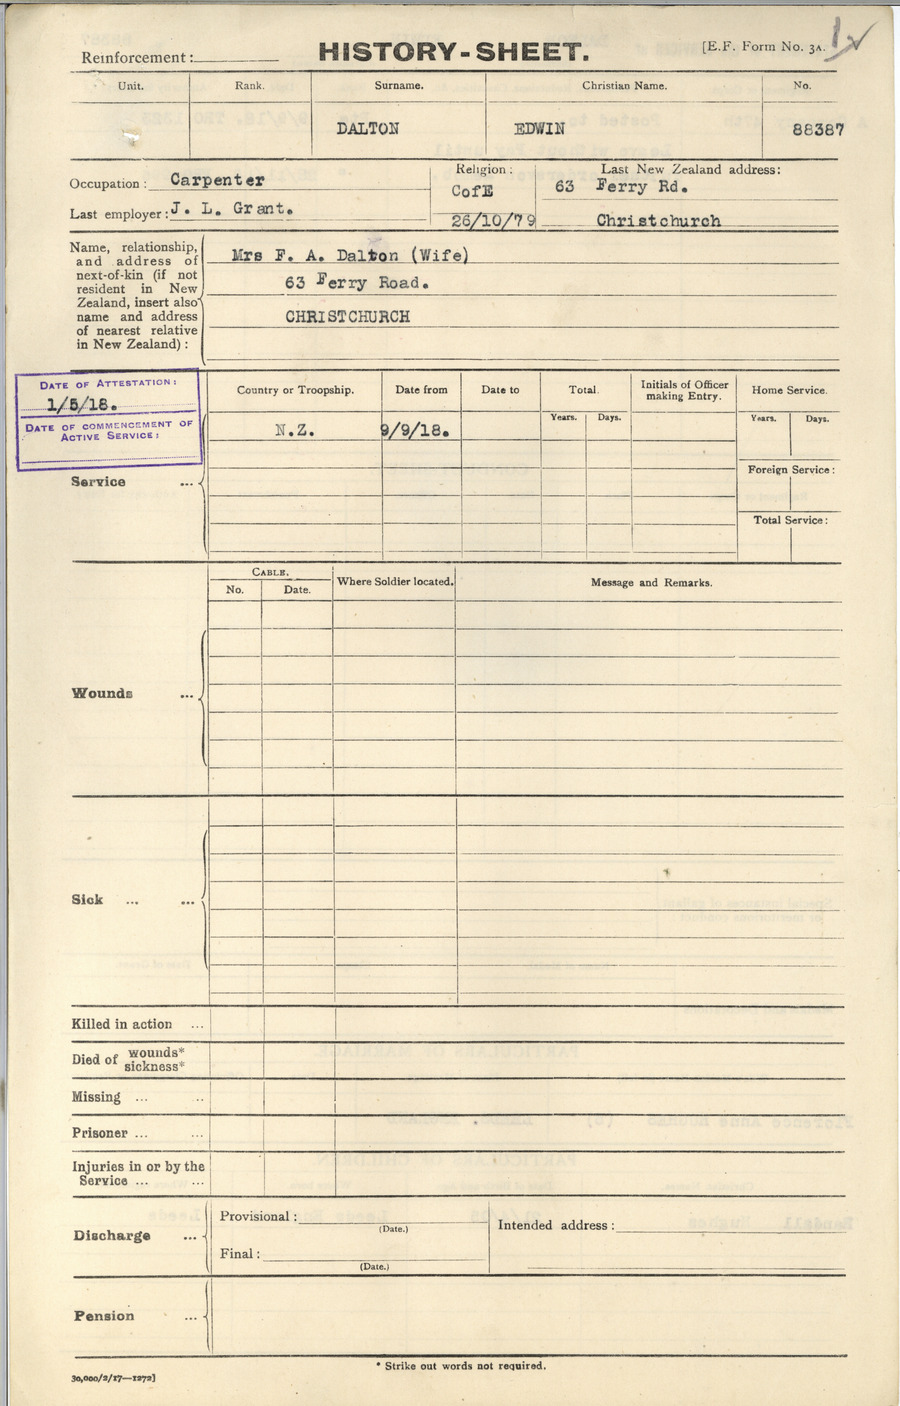 Reinforcement: HISTORY-SHEET. [E.F. Form No. 3A.
Unit. Rank. Surname. Christian Name. No.
DALTON EDWIN 88387
Occupation: Carpenter
Last employer: J. L. Grant.
Religion:
CofE
26/10/79
Last New Zealand address:
63 Ferry Rd.
Christchurch
Name, relationship,
and address of
next-of-kin (if not
resident in New
Zealand, insert also
name and address
of nearest relative
in New Zealand):
Mrs F. A. Dalton (Wife)
63 Ferry Road.
CHRISTCHURCH
DATE OF ATTESTATION:
1/5/18.
DATE OF COMMENCEMENT OF
ACTIVE SERVICE:
Service ...
Country or Troopship. Date from Date to Total. Initials of Officer making Entry. Home Service.
Years. Days. Years. Days.
N.Z. 9/9/18.
Foreign Service:
Total Service:
CABLE. Where Soldier located. Message and Remarks.
No. Date.
Wounds ...
Sick ... ...
Killed in action ...
Died of wounds*
sickness*
Missing ... ..
Prisoner ... ...
Injuries in or by the
Service ... ...
Discharge ...
Provisional:
(Date.)
Final:
(Date.)
Intended address:
Pension ...
* Strike out words not required.
30,000/2/17—1272]